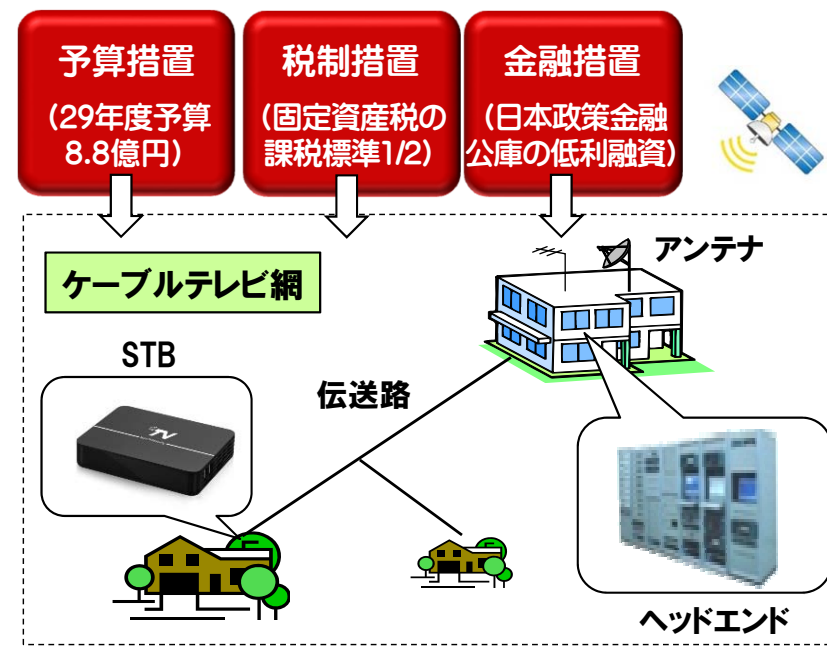 予算措置
(29年度予算
8.8億円)
税制措置
(固定資産税の
課税標準1/2)
金融措置
(日本政策金融
公庫の低利融資)
アンテナ
ケーブルテレビ網
STB
伝送路
TV
ヘッドエンド